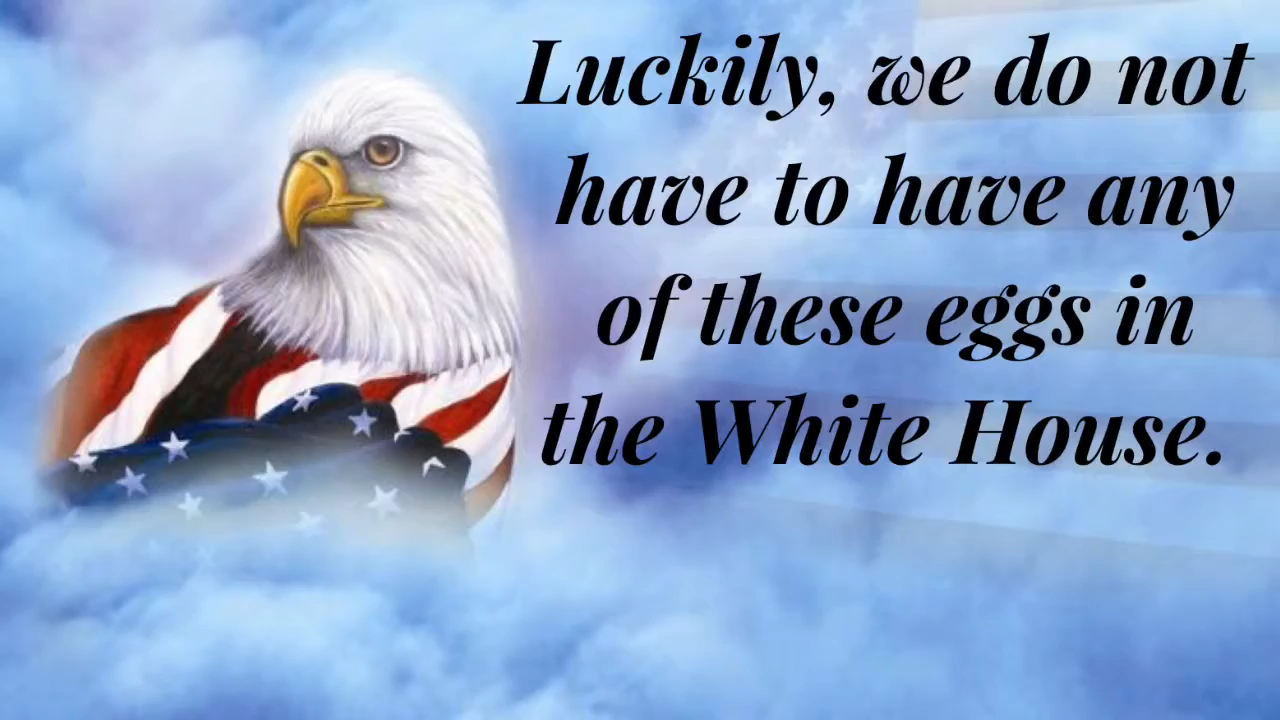 Luckily, we do not
have to have any
of these eggs in
the White House.